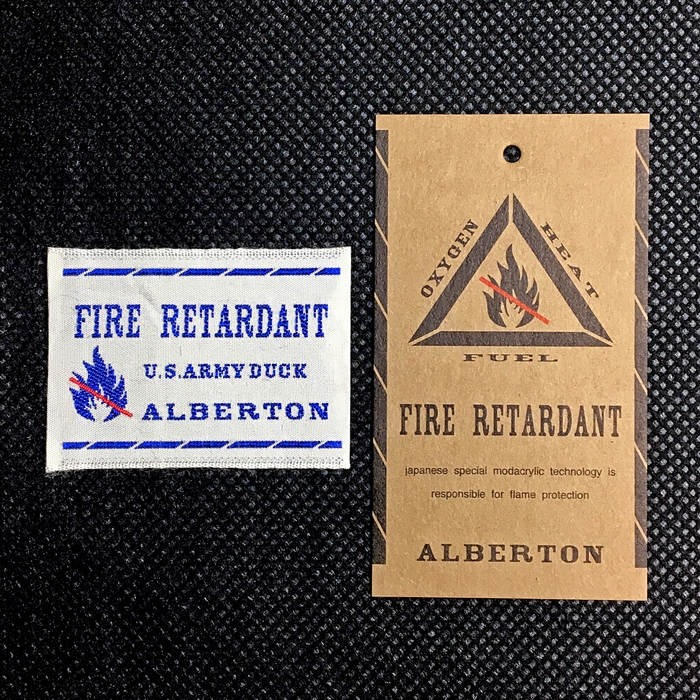 FIRE RETARDANT
U.S.ARMY DUCK
ALBERTON
OXYGEN
HEAT
FUEL
FIRE RETARDANT
japanese special modacrylic technology is
responsible for flame protection
ALBERTON